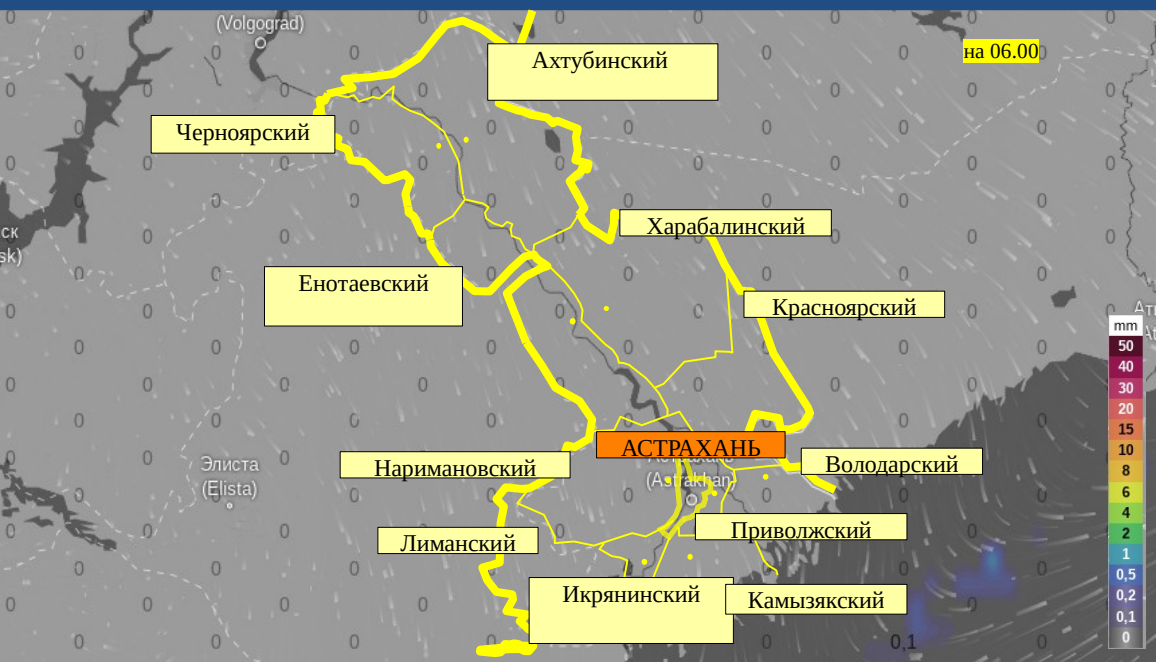 (Volgograd)
Ахтубинский
на 06.00
Черноярский
Харабалинский
Енотаевский
Красноярский
mm
50
40
30
20
15
10
8
6
4
2
1
0,5
0,2
0,1
0
АСТРАХАНЬ
Наримановский
Володарский
Элиста
(Elista)
(Astrakhan
Приволжский
Лиманский
Икрянинский
Камызякский
0,1